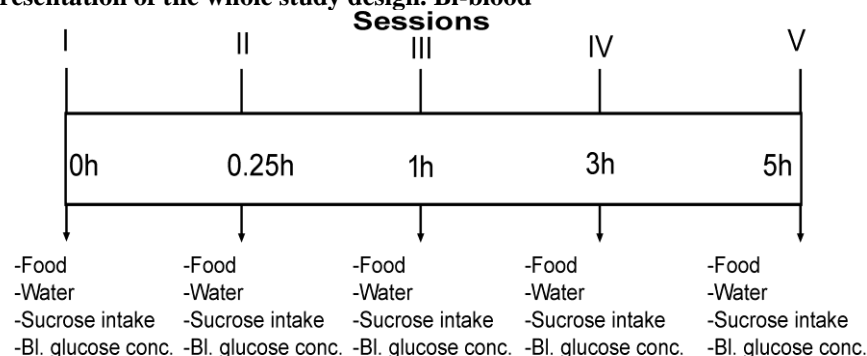 resentation of the whole study design. Bl-blood
Sessions
I II III IV V
0h 0.25h 1h 3h 5h
-Food -Food -Food -Food -Food
-Water -Water -Water -Water -Water
-Sucrose intake -Sucrose intake -Sucrose intake -Sucrose intake -Sucrose intake
-Bl. glucose conc. -Bl. glucose conc. -Bl. glucose conc. -Bl. glucose conc. -Bl. glucose conc.